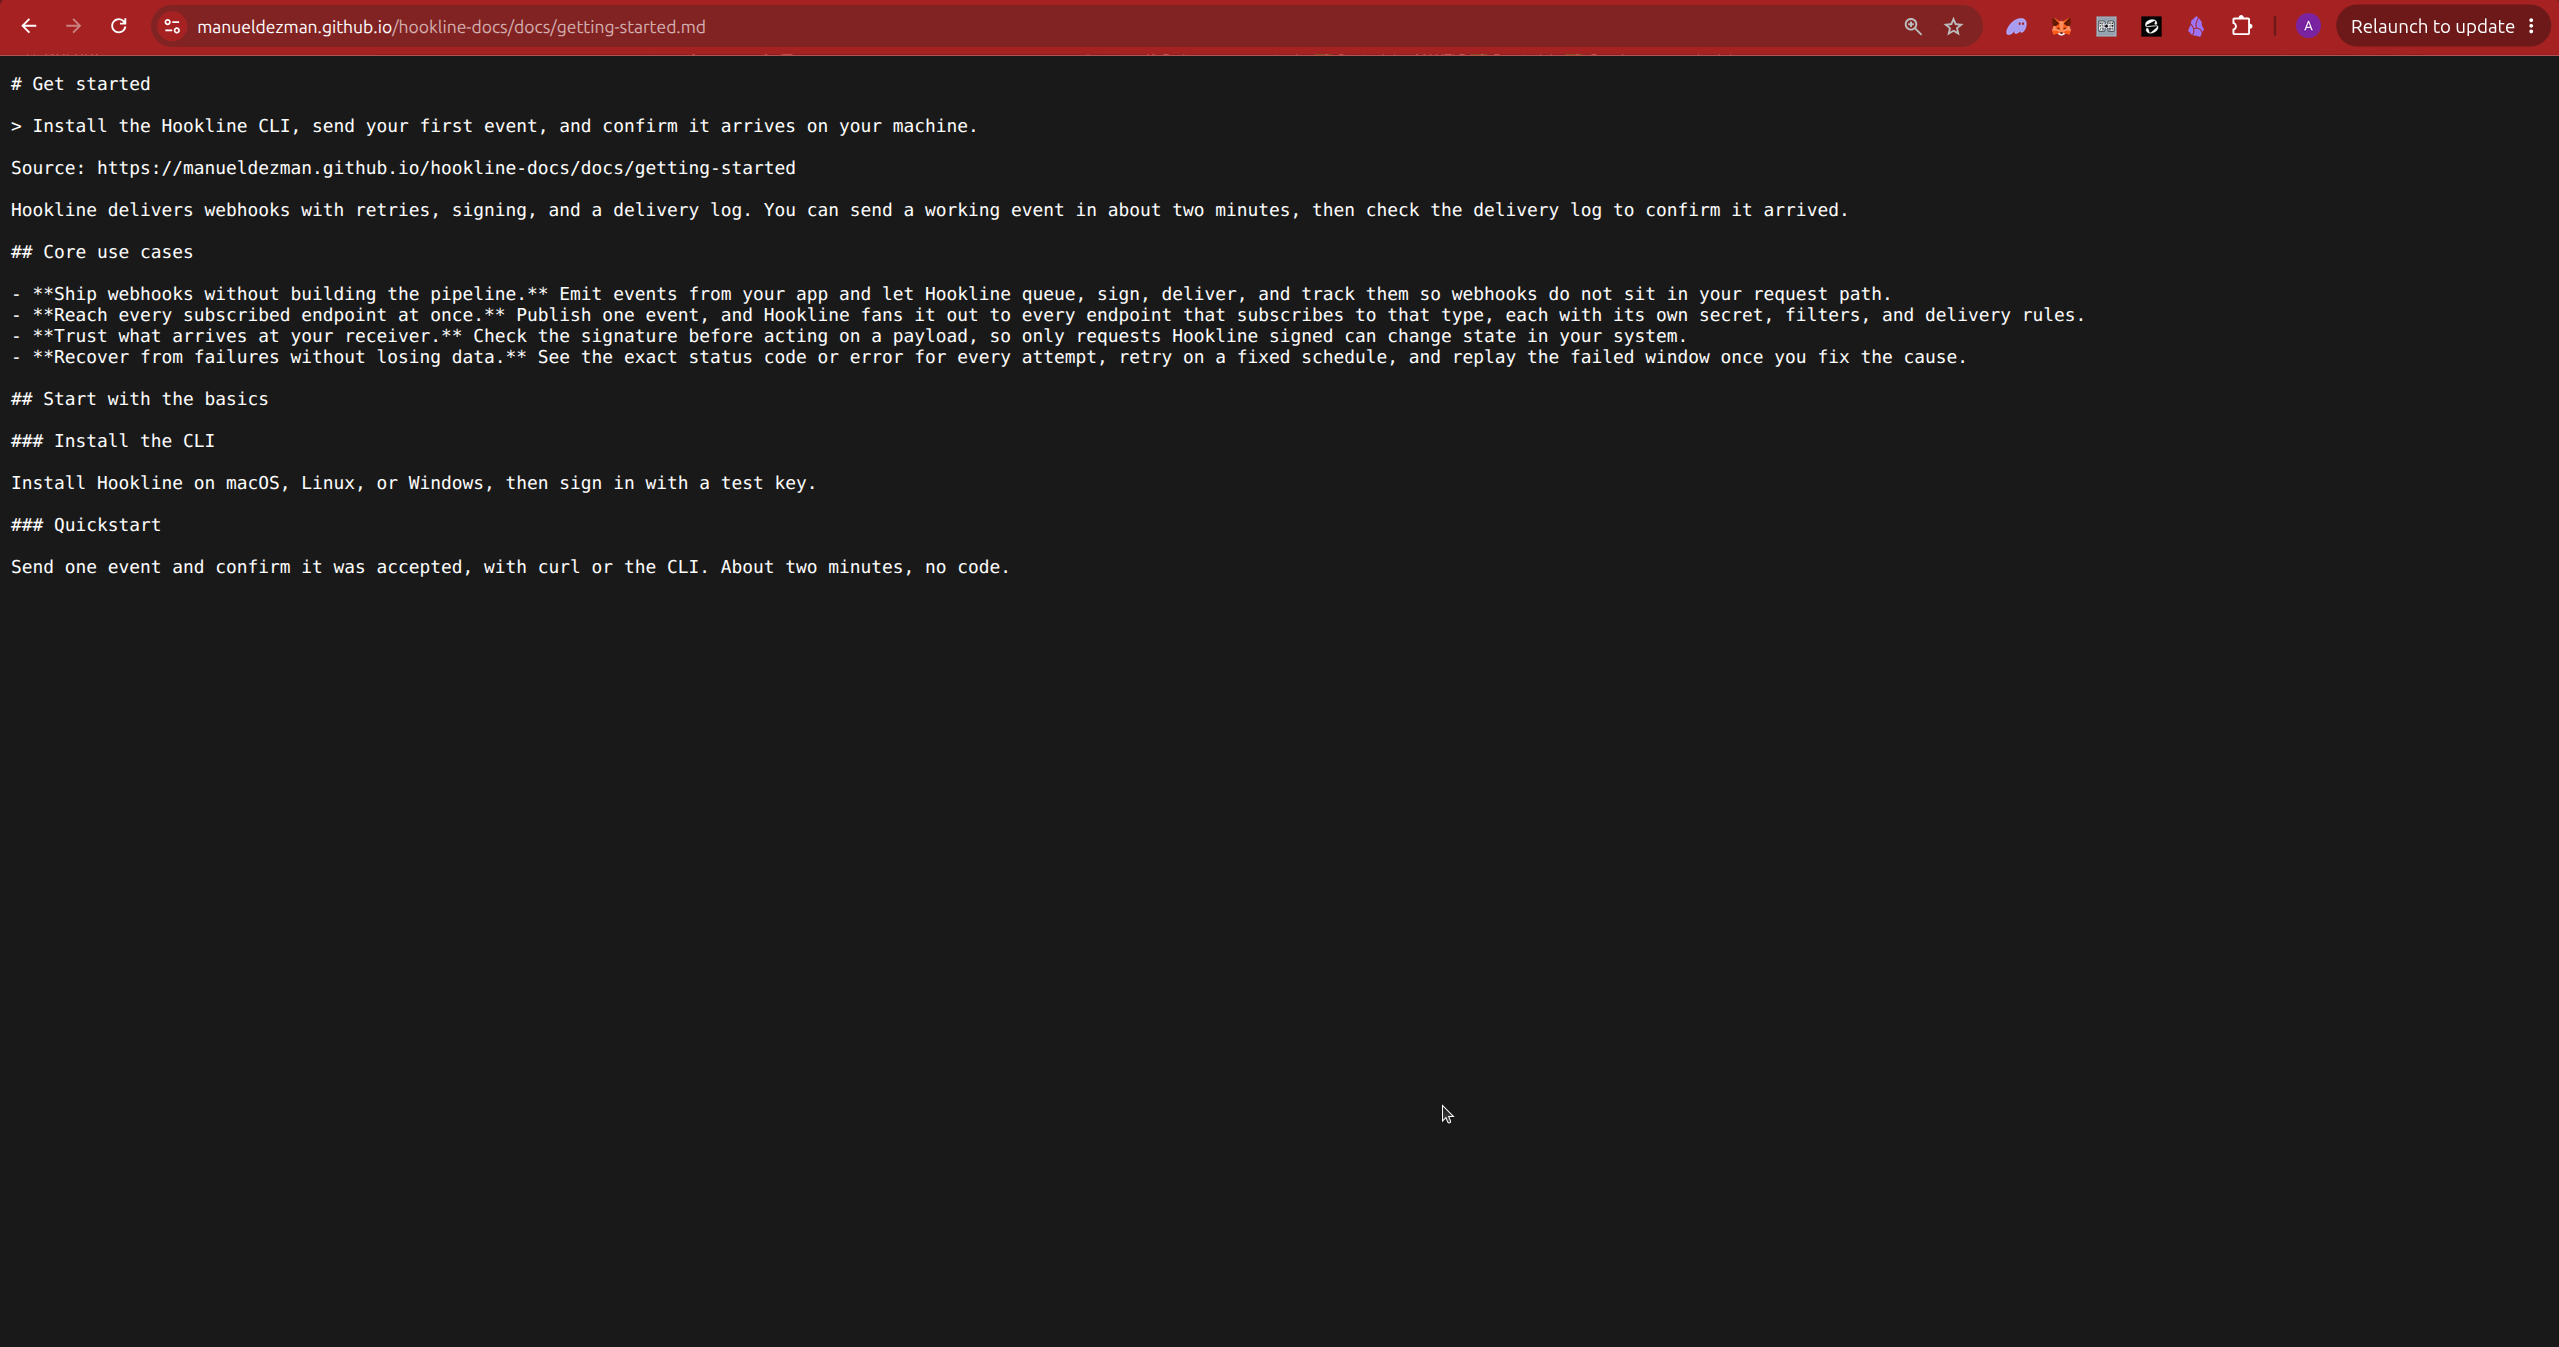 manueldezman.github.io/hookline-docs/docs/getting-started.md
A
Relaunch to update
# Get started
> Install the Hookline CLI, send your first event, and confirm it arrives on your machine.
Source: https://manueldezman.github.io/hookline-docs/docs/getting-started
Hookline delivers webhooks with retries, signing, and a delivery log. You can send a working event in about two minutes, then check the delivery log to confirm it arrived.
## Core use cases
- **Ship webhooks without building the pipeline.** Emit events from your app and let Hookline queue, sign, deliver, and track them so webhooks do not sit in your request path.
- **Reach every subscribed endpoint at once.** Publish one event, and Hookline fans it out to every endpoint that subscribes to that type, each with its own secret, filters, and delivery rules.
- **Trust what arrives at your receiver.** Check the signature before acting on a payload, so only requests Hookline signed can change state in your system.
- **Recover from failures without losing data.** See the exact status code or error for every attempt, retry on a fixed schedule, and replay the failed window once you fix the cause.
## Start with the basics
### Install the CLI
Install Hookline on macOS, Linux, or Windows, then sign in with a test key.
### Quickstart
Send one event and confirm it was accepted, with curl or the CLI. About two minutes, no code.